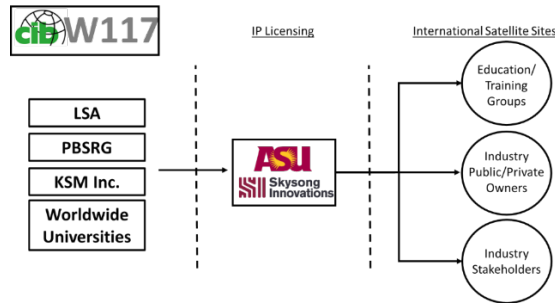 cib W117
IP Licensing
International Satellite Sites
LSA
PBSRG
KSM Inc.
Worldwide
Universities
ASU
SI Skysong
Innovations
Education/
Training
Groups
Industry
Public/Private
Owners
Industry
Stakeholders